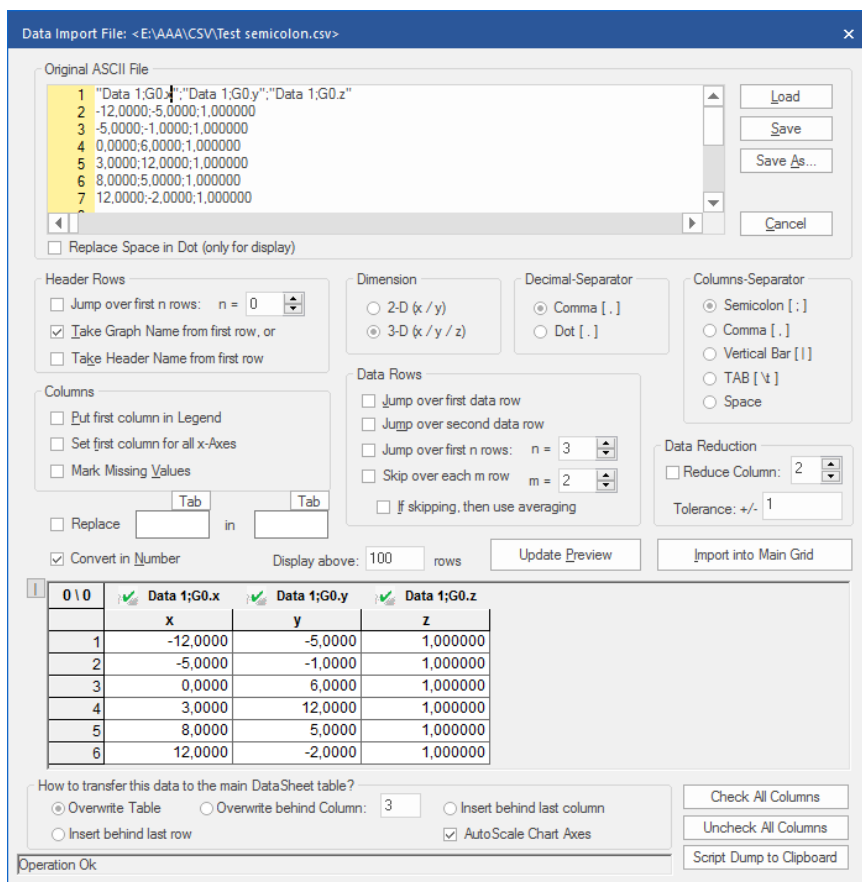 Data Import File: <E:\AAA\CSV\Test semicolon.csv>
Original ASCII File
1 "Data 1;G0.x";"Data 1;G0.y";"Data 1;G0.z"
2 -12,0000;-5,0000;1,000000
3 -5,0000;-1,0000;1,000000
4 0,0000;6,0000;1,000000
5 3,0000;12,0000;1,000000
6 8,0000;5,0000;1,000000
7 12,0000;-2,0000;1,000000
Load
Save
Save As...
Cancel
Replace Space in Dot (only for display)
Header Rows
Jump over first n rows: n = 0
Take Graph Name from first row, or
Take Header Name from first row
Dimension
2-D (x / y)
3-D (x / y / z)
Decimal-Separator
Comma [ , ]
Dot [ . ]
Columns-Separator
Semicolon [ ; ]
Comma [ , ]
Vertical Bar [ | ]
TAB [ \t ]
Space
Columns
Put first column in Legend
Set first column for all x-Axes
Mark Missing Values
Data Rows
Jump over first data row
Jump over second data row
Jump over first n rows: n = 3
Skip over each m row m = 2
If skipping, then use averaging
Data Reduction
Reduce Column: 2
Tolerance: +/- 1
Tab Tab
Replace in
Convert in Number
Display above: 100 rows
Update Preview
Import into Main Grid
0 \ 0 Data 1;G0.x Data 1;G0.y Data 1;G0.z
x y z
1 -12,0000 -5,0000 1,000000
2 -5,0000 -1,0000 1,000000
3 0,0000 6,0000 1,000000
4 3,0000 12,0000 1,000000
5 8,0000 5,0000 1,000000
6 12,0000 -2,0000 1,000000
How to transfer this data to the main DataSheet table?
Overwrite Table Overwrite behind Column: 3 Insert behind last column
Insert behind last row AutoScale Chart Axes
Check All Columns
Uncheck All Columns
Script Dump to Clipboard
Operation Ok